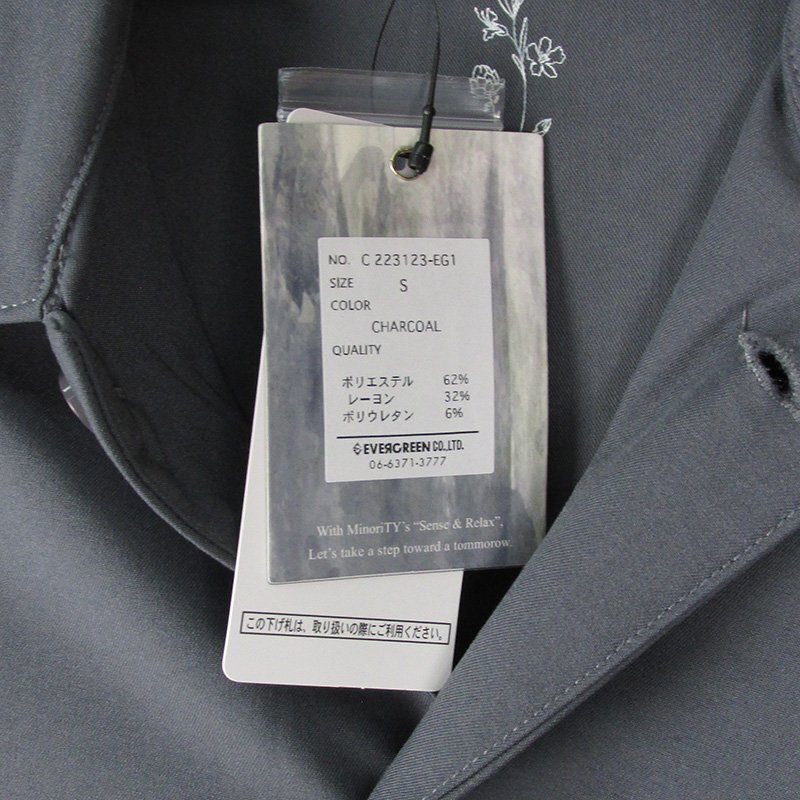 NO. C 223123-EG1
SIZE S
COLOR
CHARCOAL
QUALITY
ポリエステル 62%
レーヨン 32%
ポリウレタン 6%
EVERGREEN CO.,LTD.
06-6371-3777
With MinoriTY's "Sense & Relax",
Let's take a step toward a tommorow.
この下げ札は、取り扱いの際にご利用ください。